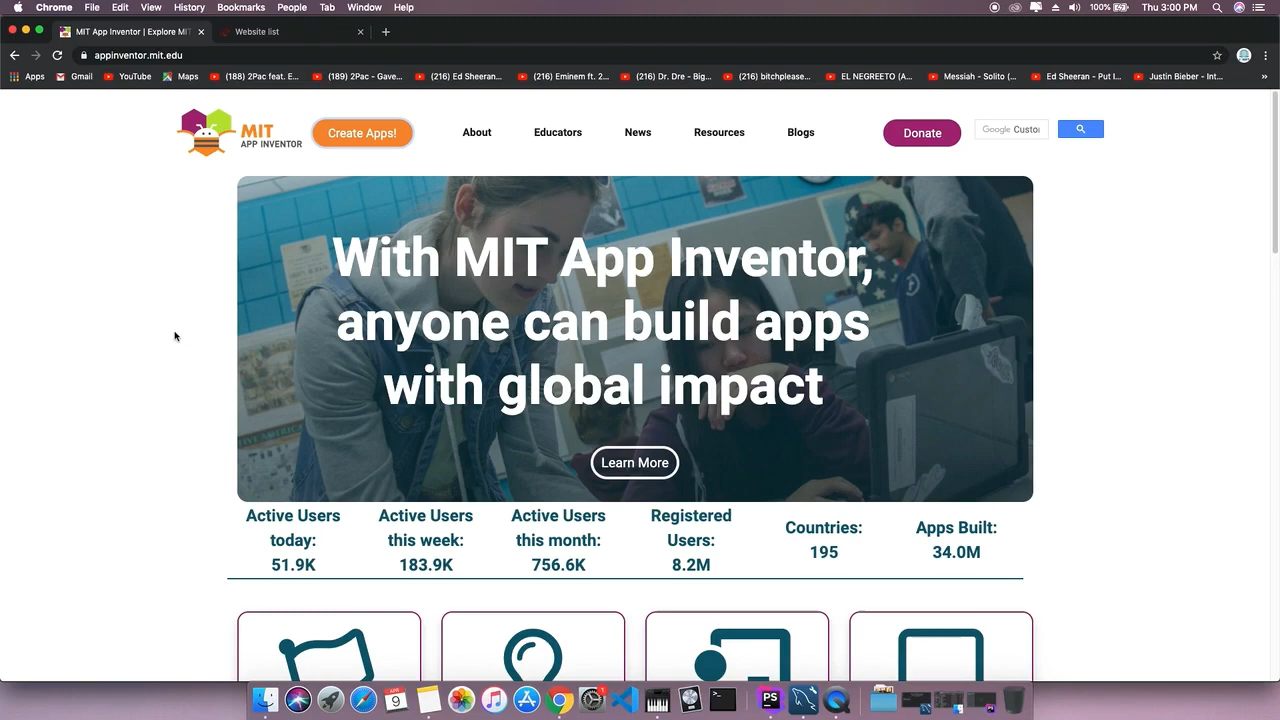 Chrome File Edit View History Bookmarks People Tab Window Help 100% Thu 3:00 PM
MIT App Inventor | Explore MIT Website list
appinventor.mit.edu
Apps Gmail YouTube Maps (188) 2Pac feat. E... (189) 2Pac - Gave... (216) Ed Sheeran... (216) Eminem ft. 2... (216) Dr. Dre - Big... (216) bitchplease... EL NEGREETO (A... Messiah - Solito (... Ed Sheeran - Put I... Justin Bieber - Int... »
MIT
APP INVENTOR
Create Apps! About Educators News Resources Blogs Donate Google Custo
With MIT App Inventor,
anyone can build apps
with global impact
Learn More
Active Users today: 51.9K
Active Users this week: 183.9K
Active Users this month: 756.6K
Registered Users: 8.2M
Countries: 195
Apps Built: 34.0M
APR
9
PS